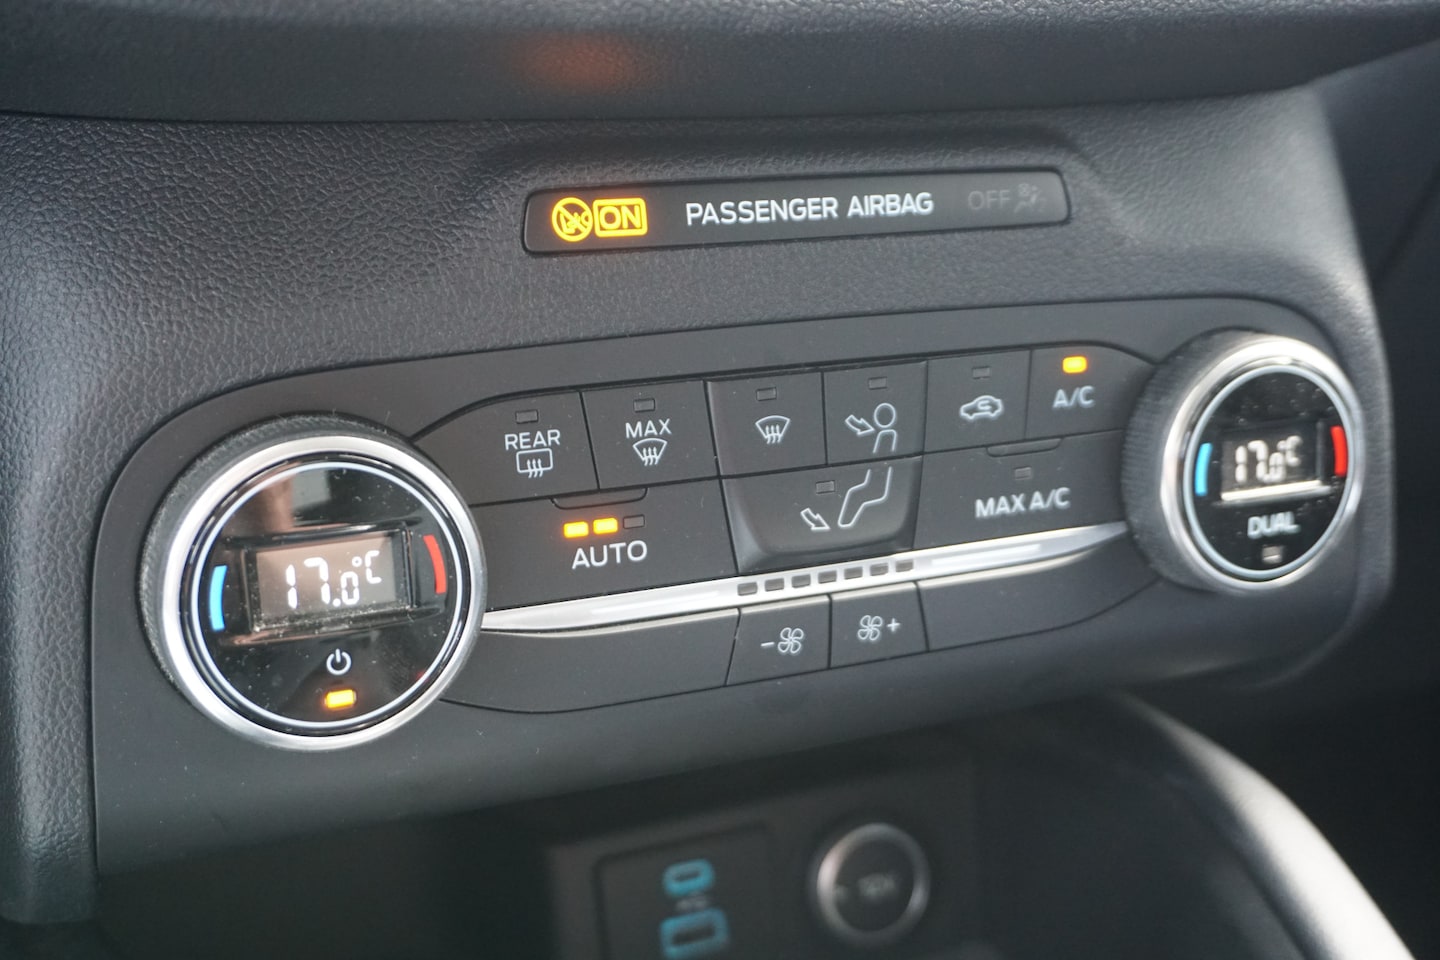 ON PASSENGER AIRBAG OFF
REAR
MAX
A/C
AUTO
MAX A/C
17.0°C
17.0°C
DUAL
- +